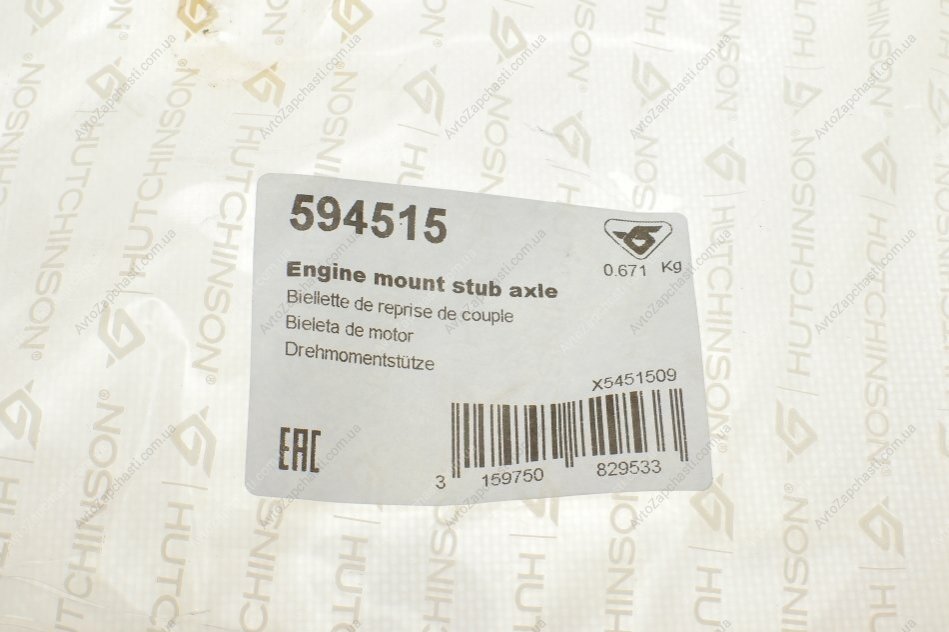 594515
0.671 Kg
Engine mount stub axle
Biellette de reprise de couple
Bieleta de motor
Drehmomentstütze
X5451509
EAC
3 159750 829533
HUTCHINSON®
AvtoZapchasti.com.ua